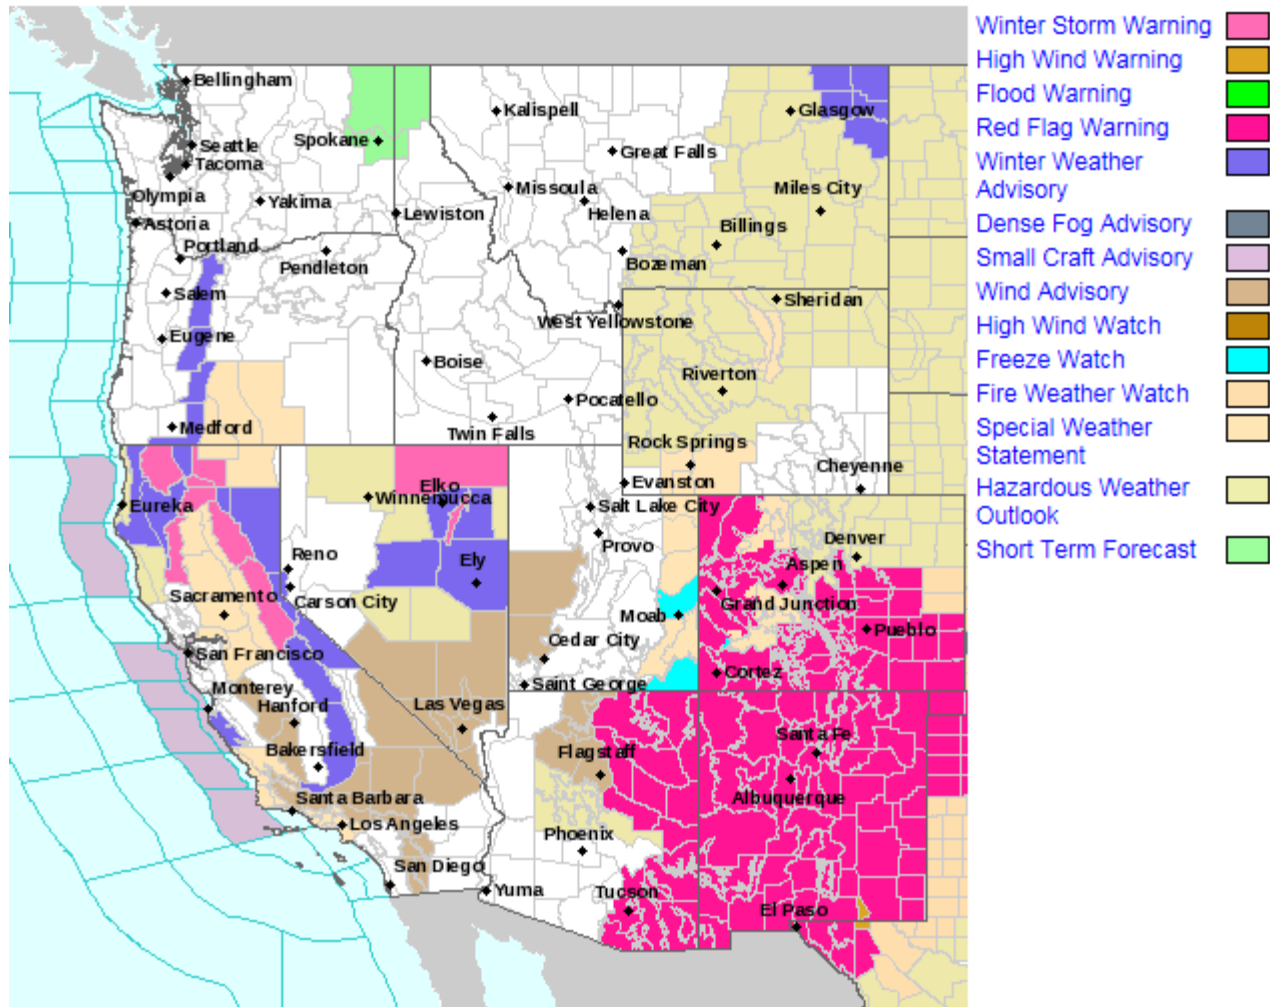 Bellingham
Kalispell
Glasgow
Spokane
Seattle
Great Falls
Tacoma
Olympia
Yakima
Missoula
Miles City
Helena
Lewiston
Astoria
Billings
Portland
Pendleton
Bozeman
Salem
Sheridan
West Yellowstone
Eugene
Boise
Riverton
Pocatello
Medford
Twin Falls
Rock Springs
Cheyenne
Elko
Evanston
Winnemucca
Eureka
Salt Lake City
Provo
Denver
Reno
Ely
Aspen
Sacramento
Carson City
Grand Junction
Moab
Pueblo
Cedar City
San Francisco
Cortez
Saint George
Monterey
Hanford
Las Vegas
Santa Fe
Bakersfield
Flagstaff
Albuquerque
Santa Barbara
Los Angeles
Phoenix
San Diego
Yuma
Tucson
El Paso
Winter Storm Warning
High Wind Warning
Flood Warning
Red Flag Warning
Winter Weather
Advisory
Dense Fog Advisory
Small Craft Advisory
Wind Advisory
High Wind Watch
Freeze Watch
Fire Weather Watch
Special Weather
Statement
Hazardous Weather
Outlook
Short Term Forecast